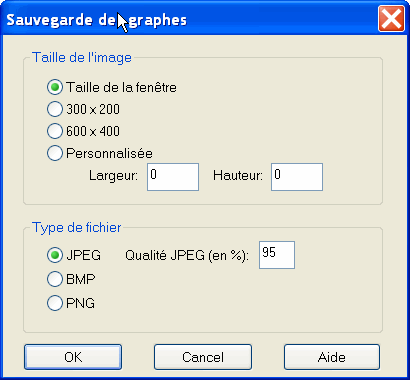 Sauvegarde des graphes
Taille de l'image
Taille de la fenêtre
300 x 200
600 x 400
Personnalisée
Largeur: 0 Hauteur: 0
Type de fichier
JPEG Qualité JPEG (en %): 95
BMP
PNG
OK Cancel Aide